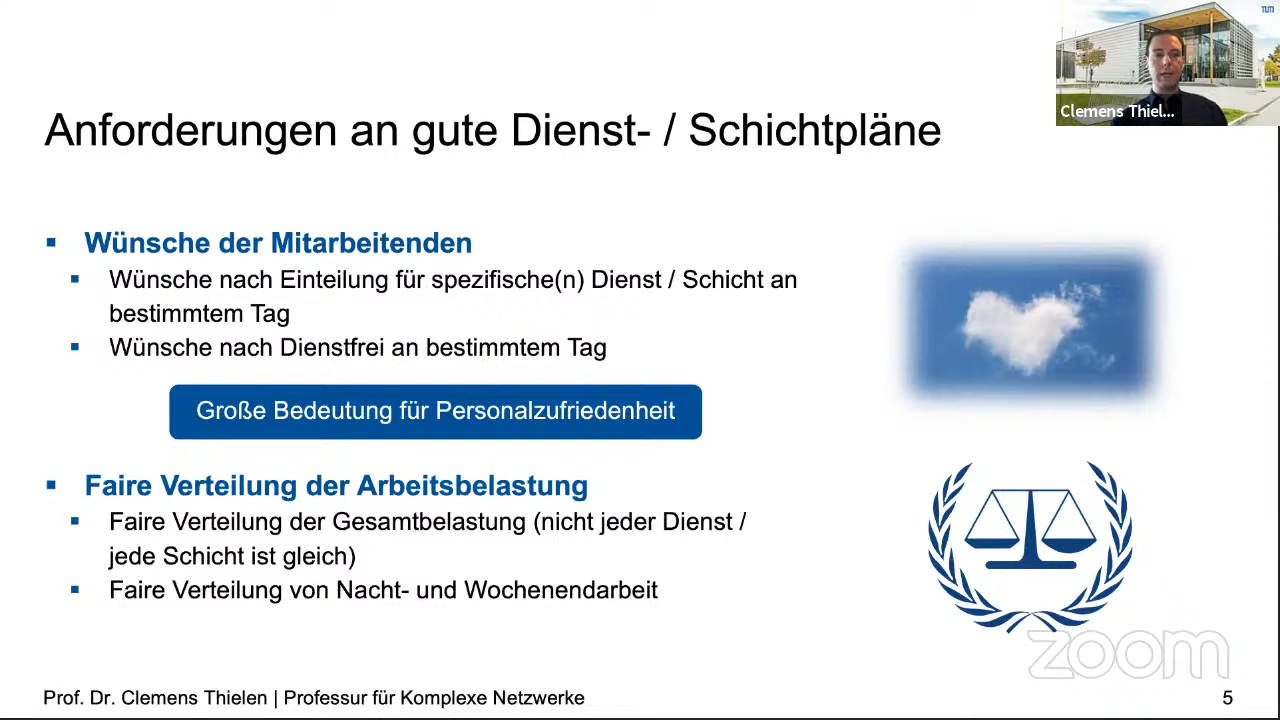 TUM
Clemens Thiel...
Anforderungen an gute Dienst- / Schichtpläne
▪ Wünsche der Mitarbeitenden
▪ Wünsche nach Einteilung für spezifische(n) Dienst / Schicht an
bestimmtem Tag
▪ Wünsche nach Dienstfrei an bestimmtem Tag
Große Bedeutung für Personalzufriedenheit
▪ Faire Verteilung der Arbeitsbelastung
▪ Faire Verteilung der Gesamtbelastung (nicht jeder Dienst /
jede Schicht ist gleich)
▪ Faire Verteilung von Nacht- und Wochenendarbeit
zoom
Prof. Dr. Clemens Thielen | Professur für Komplexe Netzwerke
5